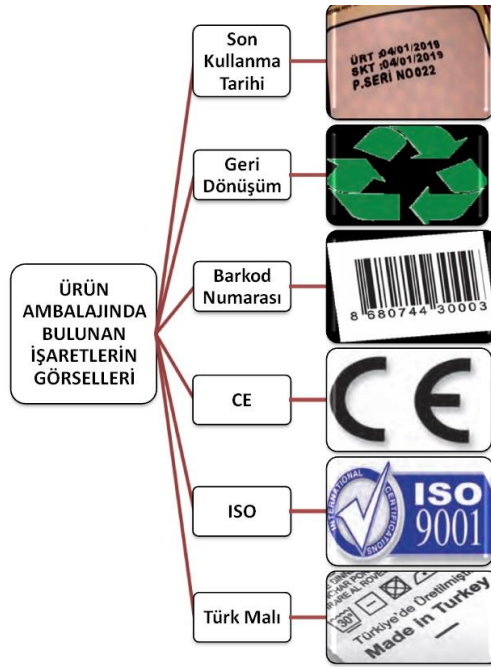 ÜRÜN
AMBALAJINDA
BULUNAN
İŞARETLERİN
GÖRSELLERİ
Son
Kullanma
Tarihi
ÜRT :04/01/2018
SKT :04/01/2019
P.SERİ NO022
Geri
Dönüşüm
Barkod
Numarası
8 680744 30003
CE
CE
ISO
INTERNATIONAL
CERTIFICATIONS
ISO
9001
Türk Malı
30°
Türkiye'de Üretilmiştir
Made in Turkey